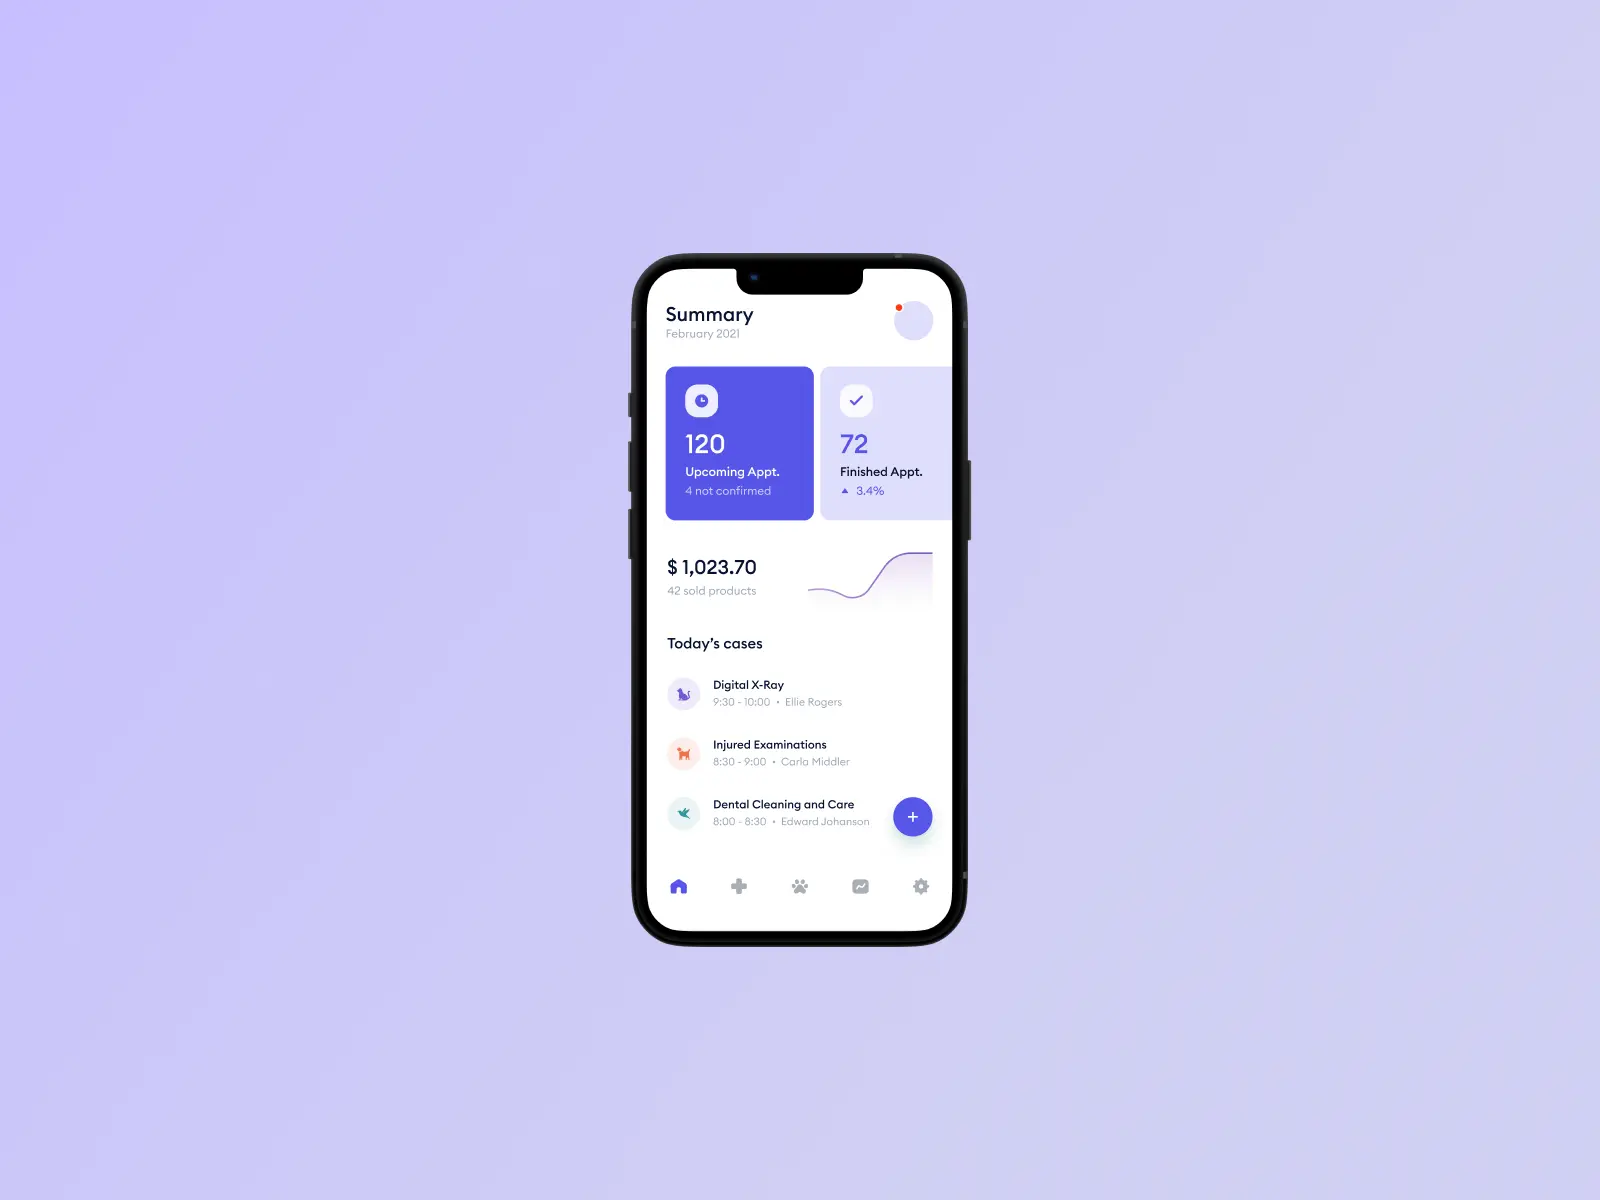 Summary
February 2021
120
Upcoming Appt.
4 not confirmed
72
Finished Appt.
3.4%
$ 1,023.70
42 sold products
Today’s cases
Digital X-Ray
9:30 - 10:00 • Ellie Rogers
Injured Examinations
8:30 - 9:00 • Carla Middler
Dental Cleaning and Care
8:00 - 8:30 • Edward Johanson